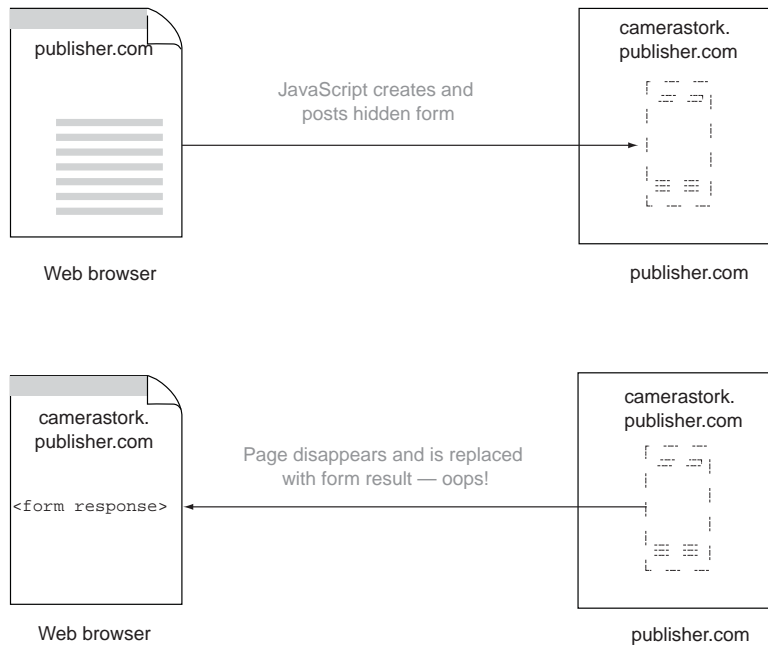 publisher.com
JavaScript creates and
posts hidden form
camerastork.
publisher.com
Web browser
publisher.com
camerastork.
publisher.com
<form response>
Page disappears and is replaced
with form result — oops!
camerastork.
publisher.com
Web browser
publisher.com